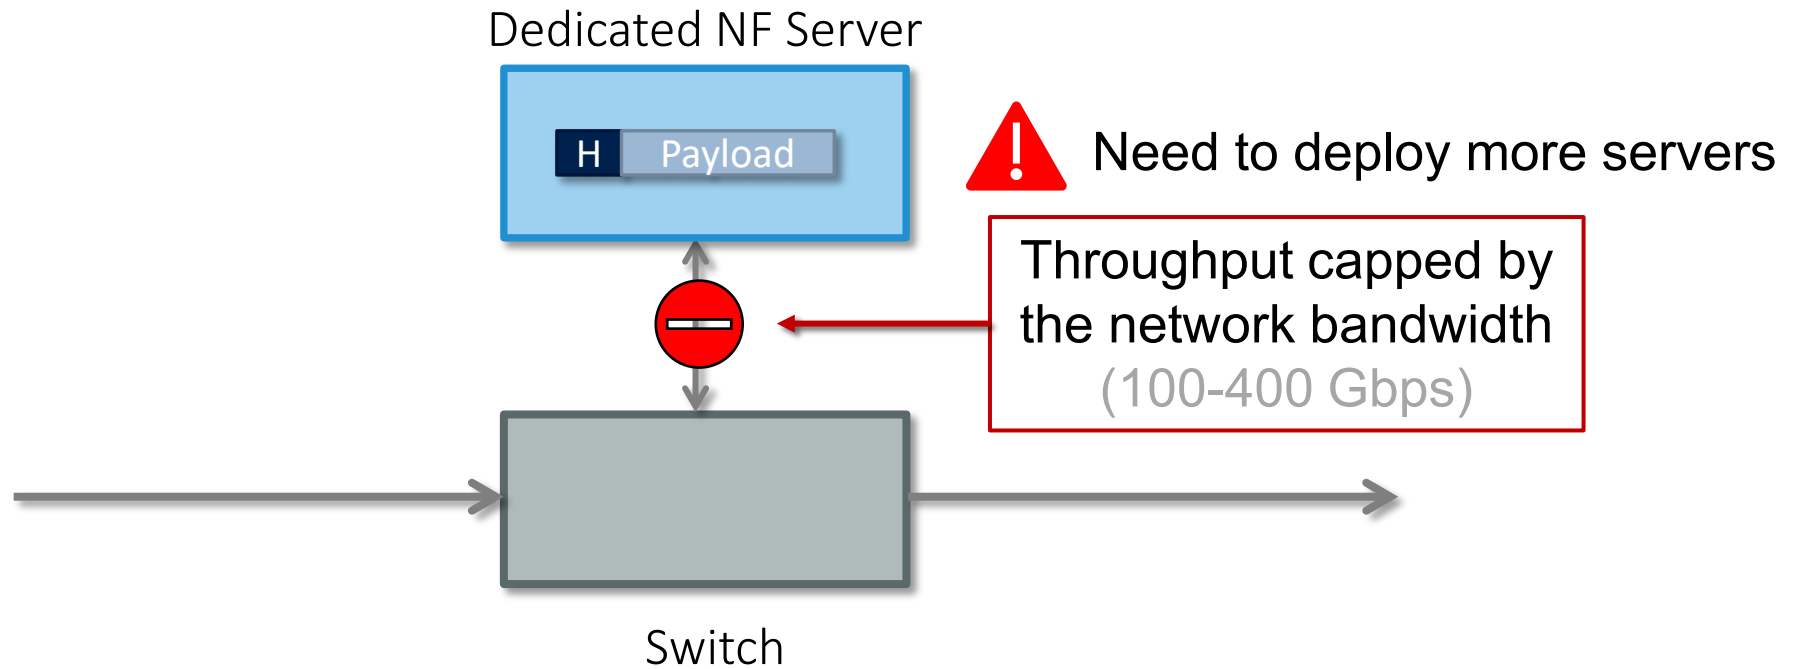 Dedicated NF Server
H Payload
Need to deploy more servers
Throughput capped by
the network bandwidth
(100-400 Gbps)
Switch